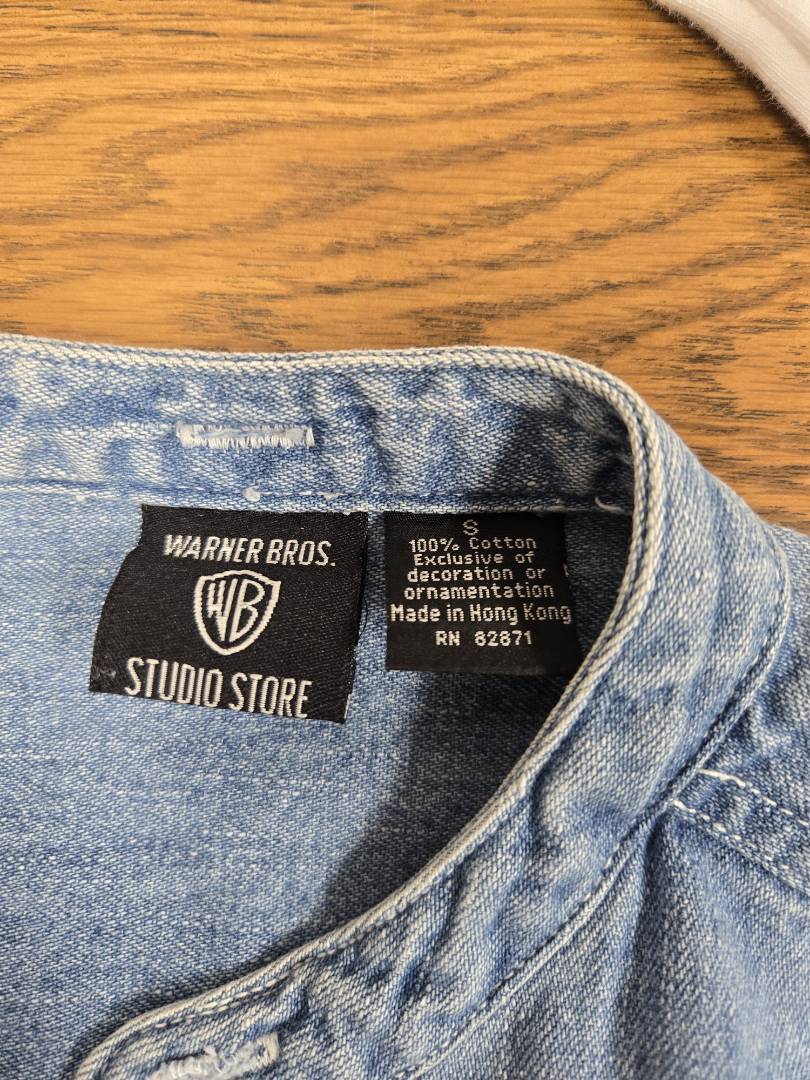 WARNER BROS.
WB
STUDIO STORE
S
100% Cotton
Exclusive of
decoration or
ornamentation
Made in Hong Kong
RN 82871